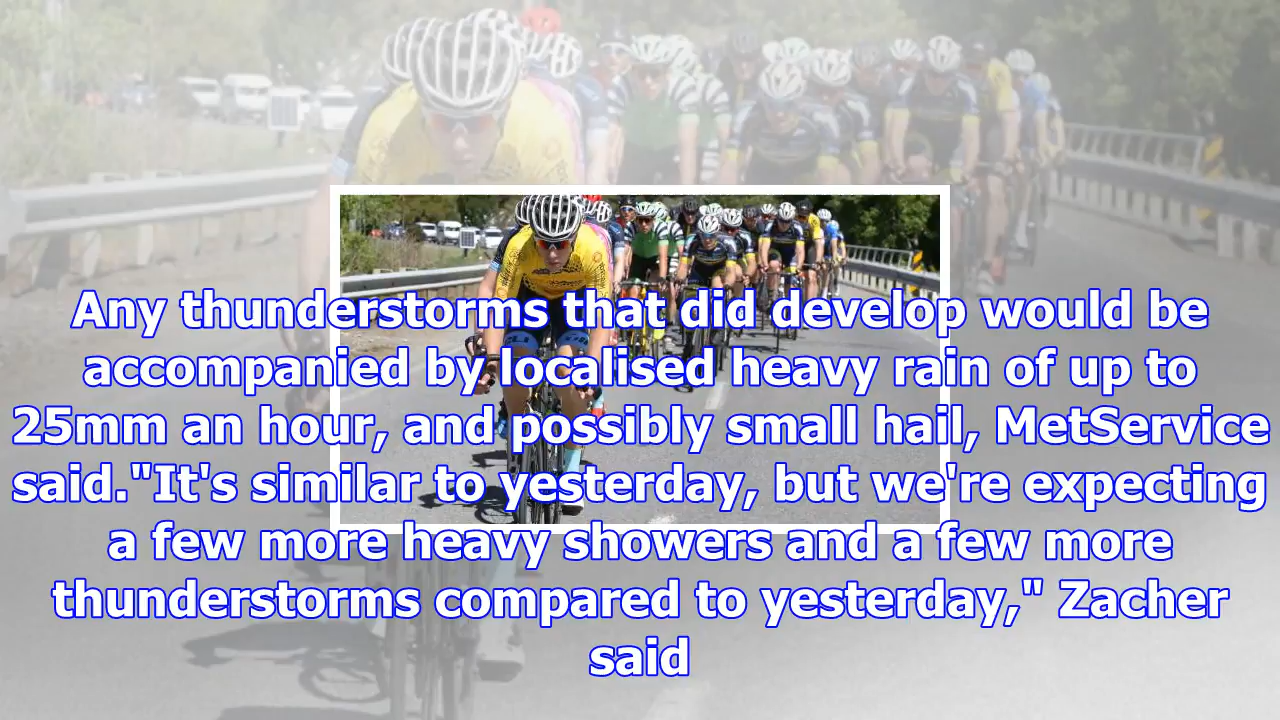 Any thunderstorms that did develop would be
accompanied by localised heavy rain of up to
25mm an hour, and possibly small hail, MetService
said."It's similar to yesterday, but we're expecting
a few more heavy showers and a few more
thunderstorms compared to yesterday," Zacher
said